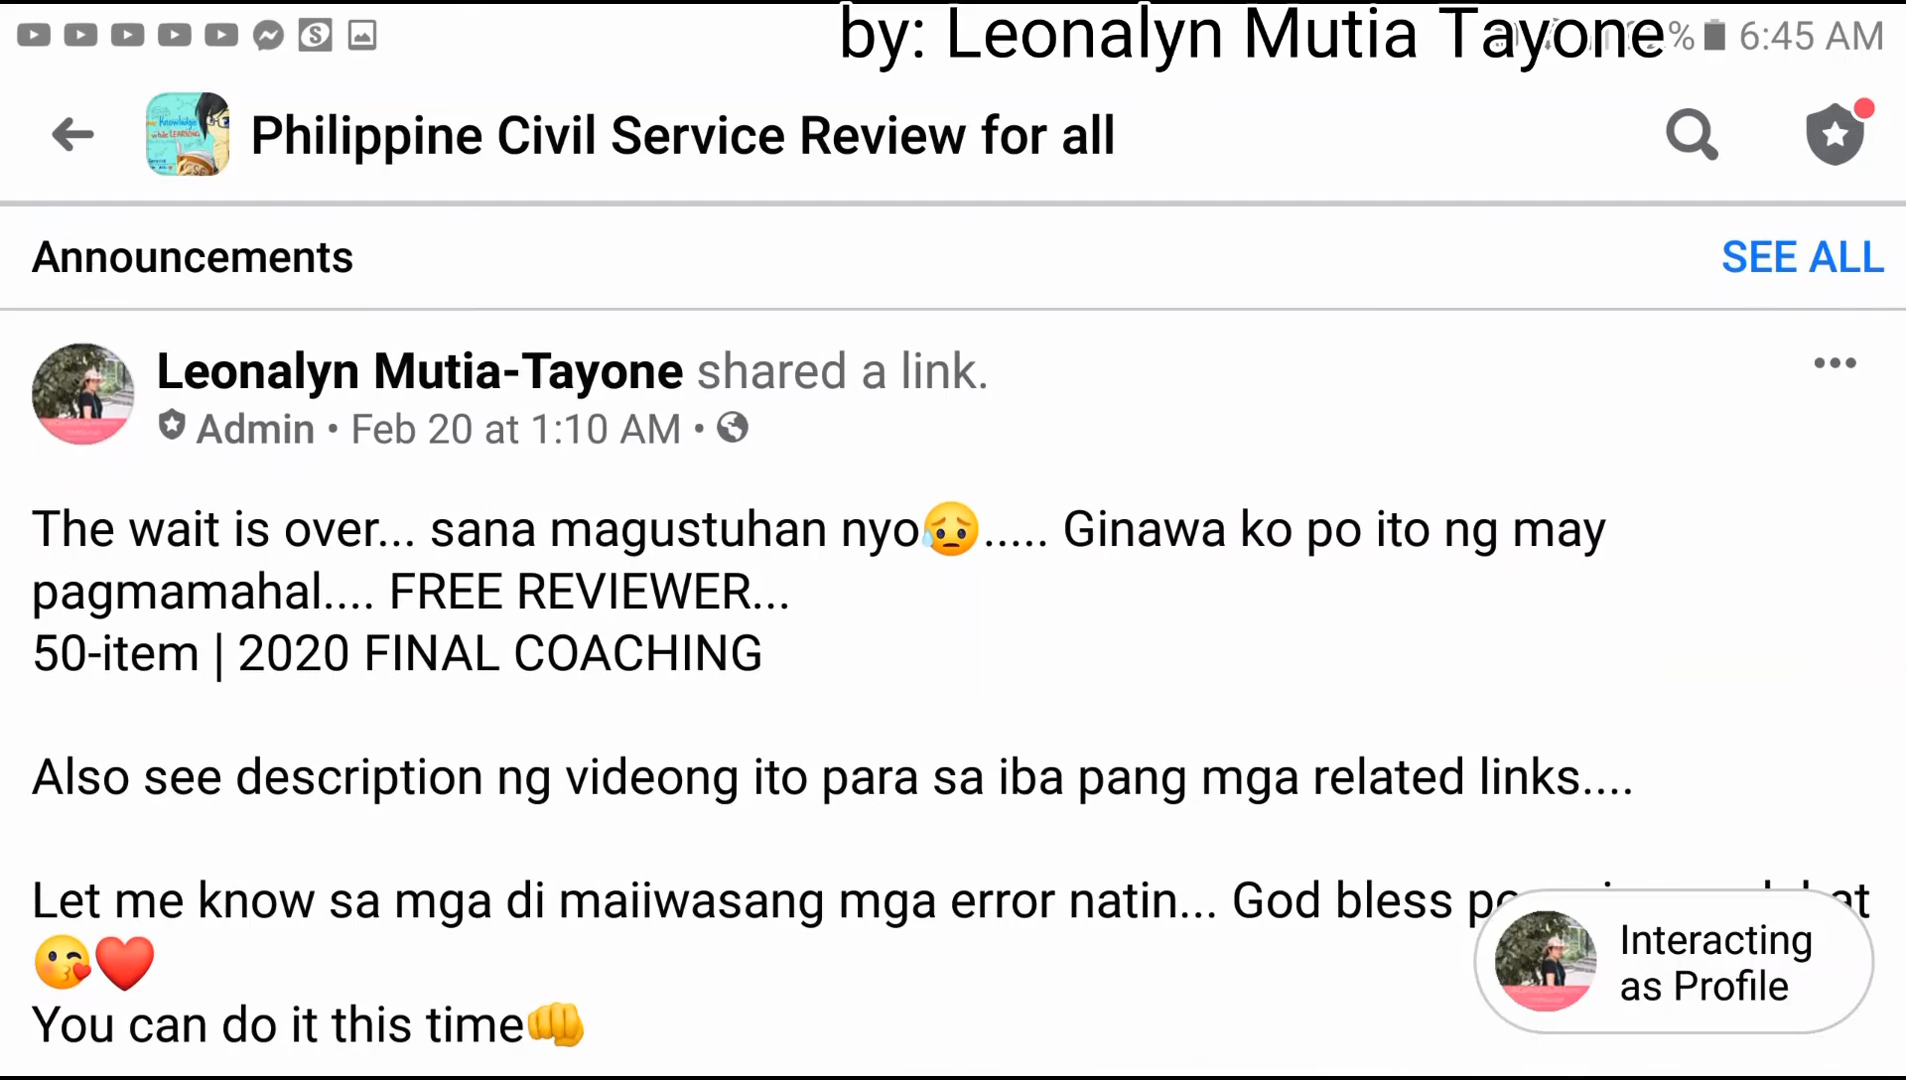 by: Leonalyn Mutia Tayone
% 6:45 AM
Philippine Civil Service Review for all
Announcements
SEE ALL
Leonalyn Mutia-Tayone shared a link.
Admin • Feb 20 at 1:10 AM •
The wait is over... sana magustuhan nyo😥..... Ginawa ko po ito ng may
pagmamahal.... FREE REVIEWER...
50-item | 2020 FINAL COACHING
Also see description ng videong ito para sa iba pang mga related links....
Let me know sa mga di maiiwasang mga error natin... God bless
😘❤️
You can do it this time👊
Interacting
as Profile